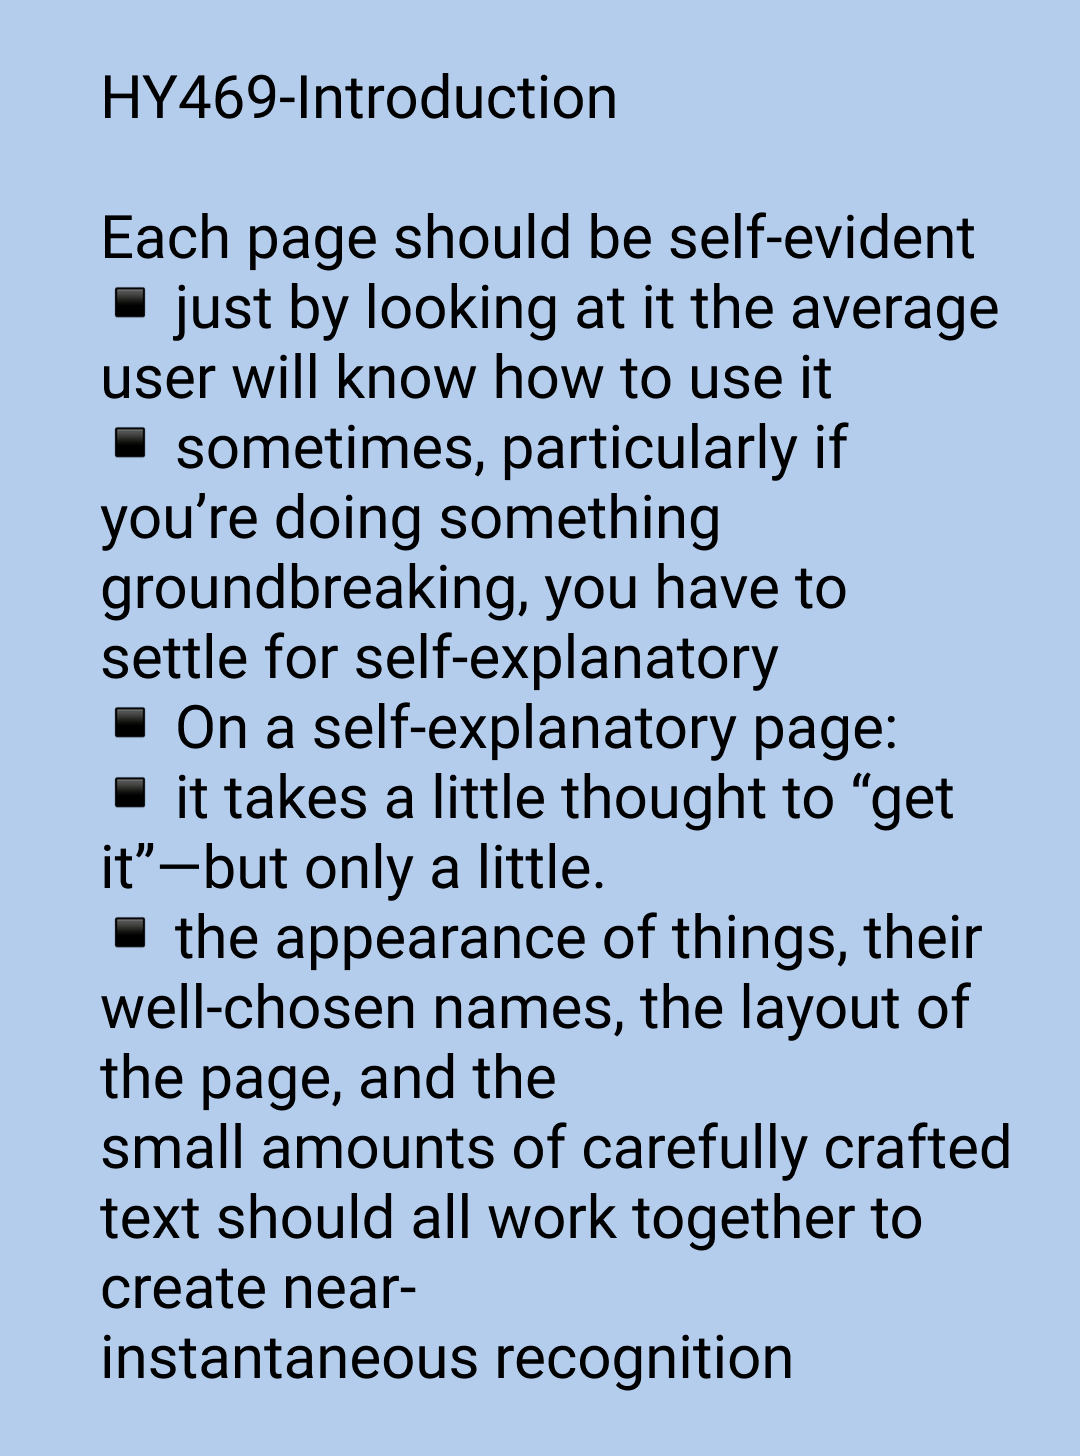 HY469-Introduction
Each page should be self-evident
▪ just by looking at it the average
user will know how to use it
▪ sometimes, particularly if
you’re doing something
groundbreaking, you have to
settle for self-explanatory
▪ On a self-explanatory page:
▪ it takes a little thought to “get
it”—but only a little.
▪ the appearance of things, their
well-chosen names, the layout of
the page, and the
small amounts of carefully crafted
text should all work together to
create near-
instantaneous recognition